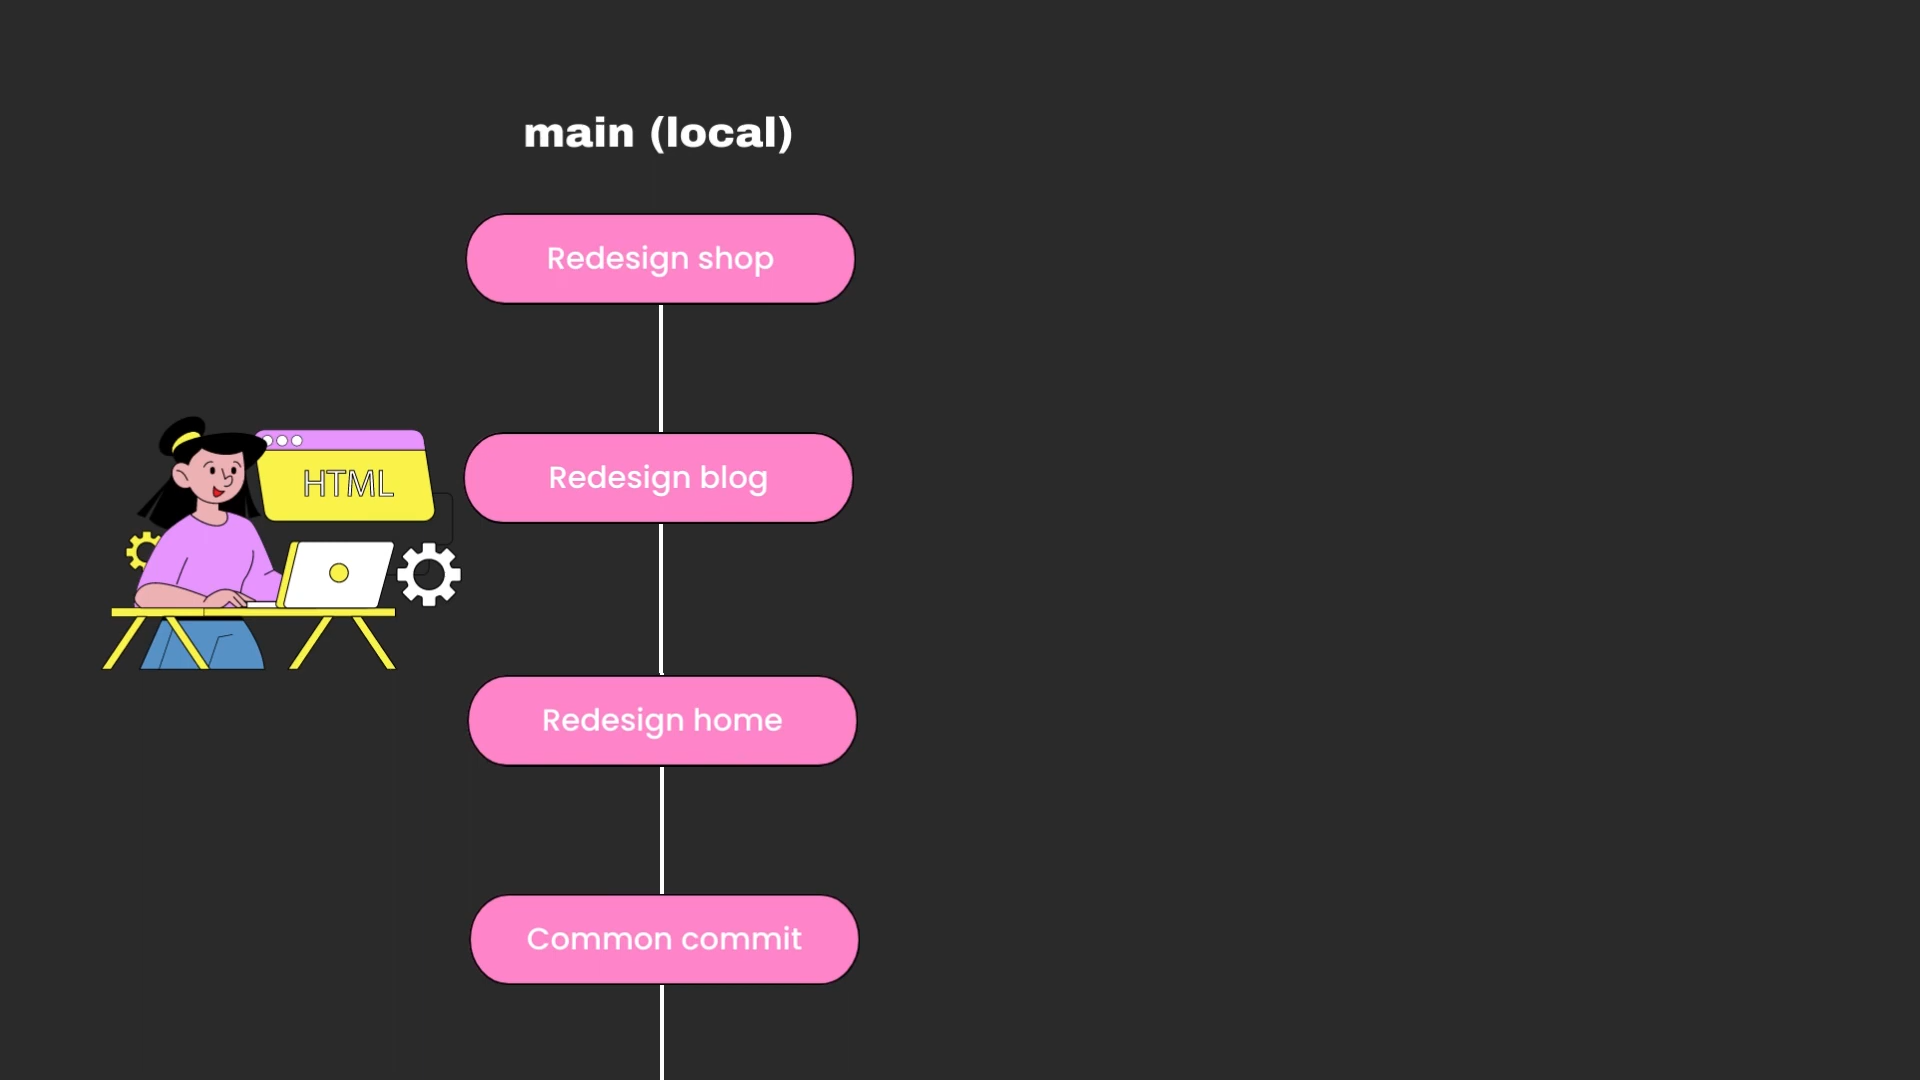 main (local)
Redesign shop
Redesign blog
HTML
Redesign home
Common commit